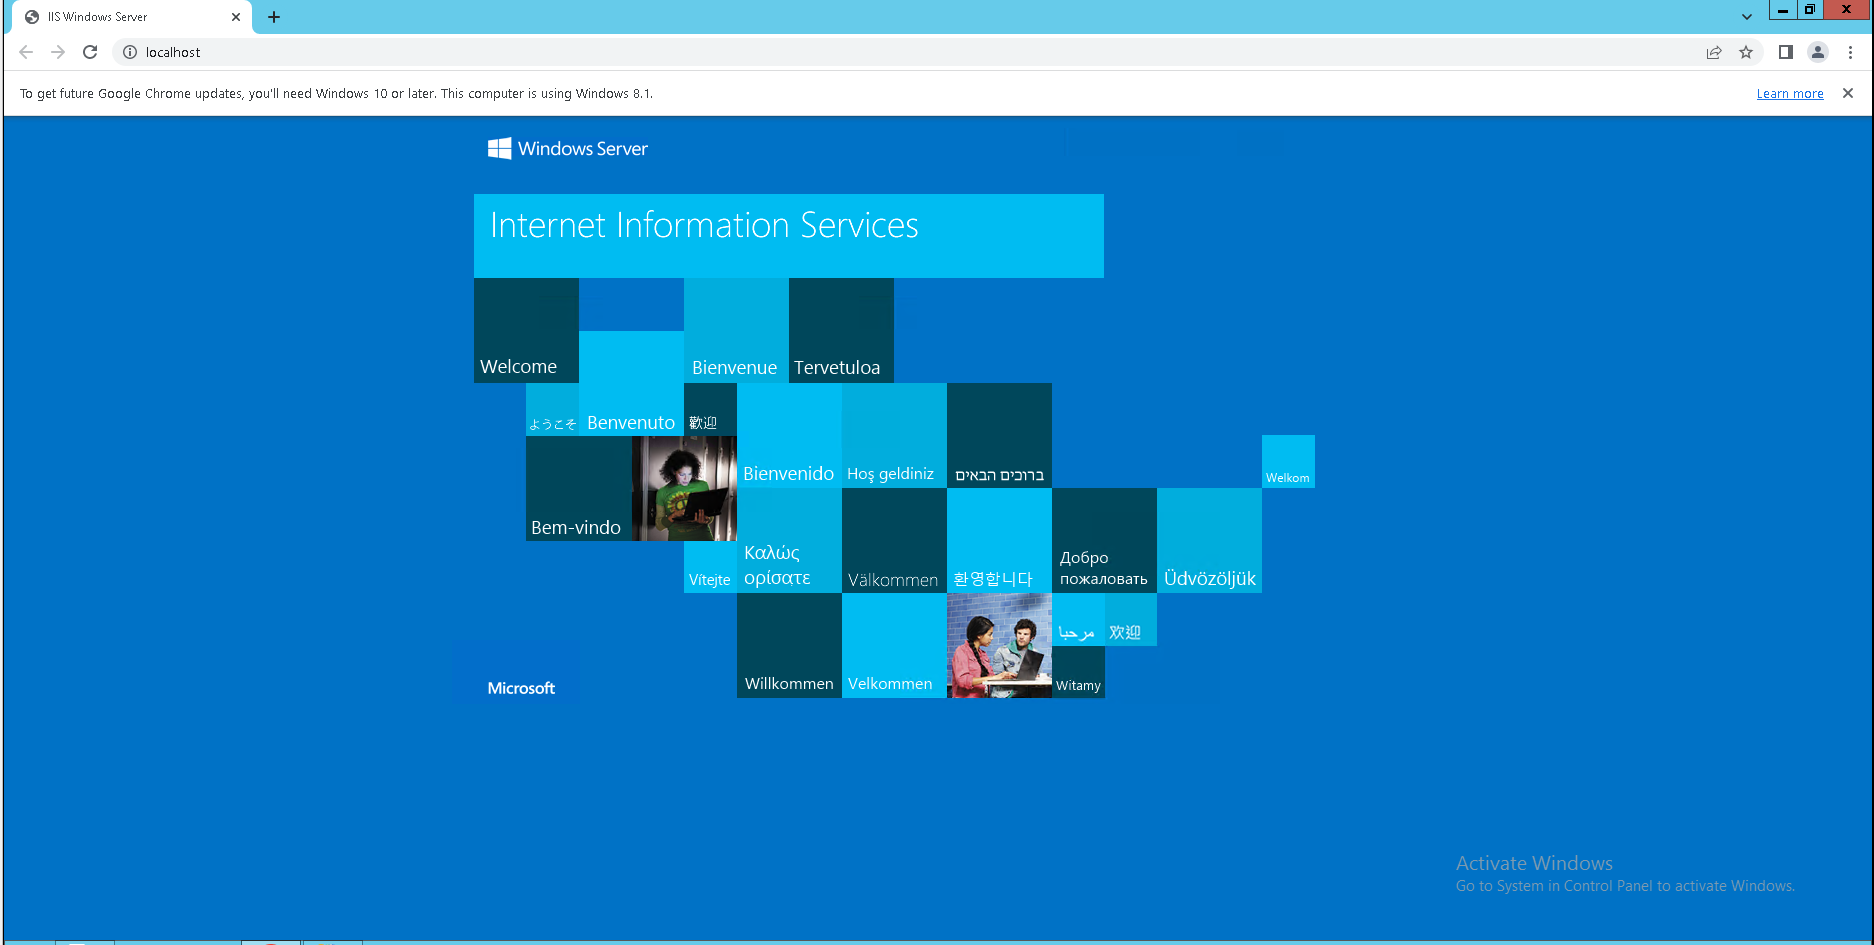 IIS Windows Server
localhost
To get future Google Chrome updates, you'll need Windows 10 or later. This computer is using Windows 8.1.
Learn more
Windows Server
Internet Information Services
Welcome
Bienvenue
Tervetuloa
ようこそ
Benvenuto
歡迎
Bienvenido
Hoş geldiniz
ברוכים הבאים
Welkom
Bem-vindo
Vítejte
Καλώς
ορίσατε
Välkommen
환영합니다
Добро
пожаловать
Üdvözöljük
مرحبا
欢迎
Willkommen
Velkommen
Witamy
Microsoft
Activate Windows
Go to System in Control Panel to activate Windows.